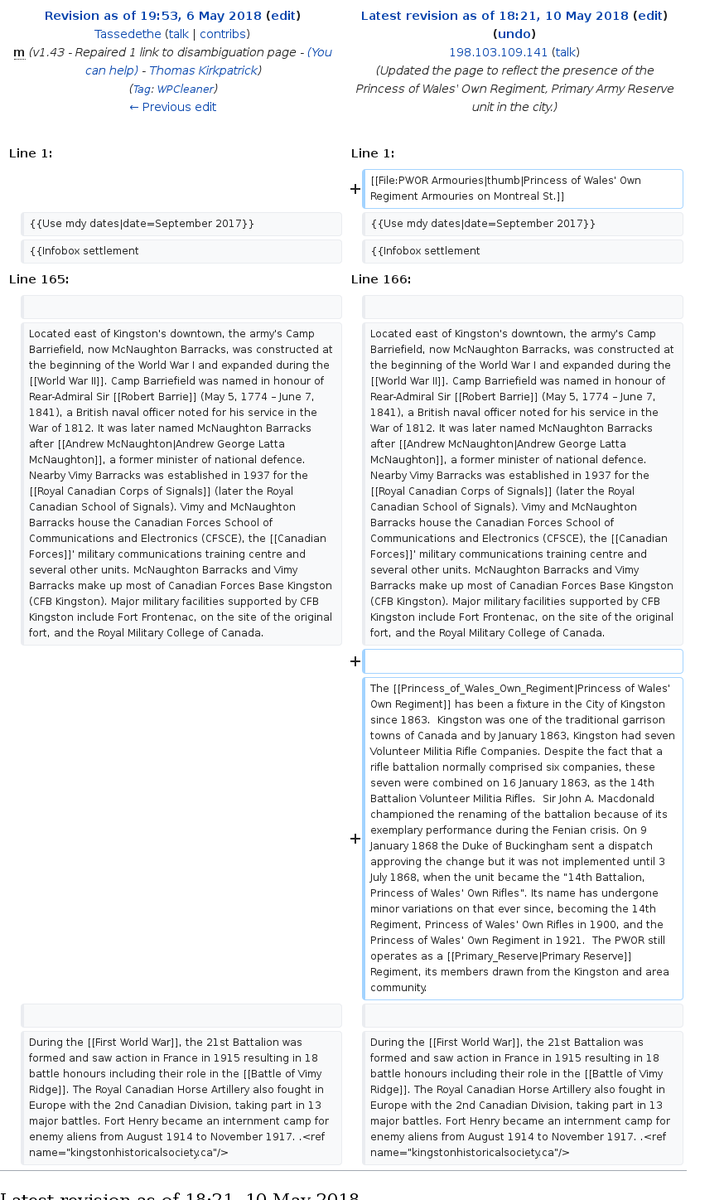 Revision as of 19:53, 6 May 2018 (edit)
Tassedethe (talk | contribs)
m (v1.43 - Repaired 1 link to disambiguation page - (You
can help) - Thomas Kirkpatrick)
(Tag: WPCleaner)
← Previous edit
Latest revision as of 18:21, 10 May 2018 (edit)
(undo)
198.103.109.141 (talk)
(Updated the page to reflect the presence of the
Princess of Wales' Own Regiment, Primary Army Reserve
unit in the city.)
Line 1:
Line 1:
+
[[File:PWOR Armouries|thumb|Princess of Wales' Own
Regiment Armouries on Montreal St.]]
{{Use mdy dates|date=September 2017}}
{{Use mdy dates|date=September 2017}}
{{Infobox settlement
{{Infobox settlement
Line 165:
Line 166:
Located east of Kingston's downtown, the army's Camp
Barriefield, now McNaughton Barracks, was constructed at
the beginning of the World War I and expanded during the
[[World War II]]. Camp Barriefield was named in honour of
Rear-Admiral Sir [[Robert Barrie]] (May 5, 1774 – June 7,
1841), a British naval officer noted for his service in the
War of 1812. It was later named McNaughton Barracks
after [[Andrew McNaughton|Andrew George Latta
McNaughton]], a former minister of national defence.
Nearby Vimy Barracks was established in 1937 for the
[[Royal Canadian Corps of Signals]] (later the Royal
Canadian School of Signals). Vimy and McNaughton
Barracks house the Canadian Forces School of
Communications and Electronics (CFSCE), the [[Canadian
Forces]]' military communications training centre and
several other units. McNaughton Barracks and Vimy
Barracks make up most of Canadian Forces Base Kingston
(CFB Kingston). Major military facilities supported by CFB
Kingston include Fort Frontenac, on the site of the original
fort, and the Royal Military College of Canada.
Located east of Kingston's downtown, the army's Camp
Barriefield, now McNaughton Barracks, was constructed at
the beginning of the World War I and expanded during the
[[World War II]]. Camp Barriefield was named in honour of
Rear-Admiral Sir [[Robert Barrie]] (May 5, 1774 – June 7,
1841), a British naval officer noted for his service in the
War of 1812. It was later named McNaughton Barracks
after [[Andrew McNaughton|Andrew George Latta
McNaughton]], a former minister of national defence.
Nearby Vimy Barracks was established in 1937 for the
[[Royal Canadian Corps of Signals]] (later the Royal
Canadian School of Signals). Vimy and McNaughton
Barracks house the Canadian Forces School of
Communications and Electronics (CFSCE), the [[Canadian
Forces]]' military communications training centre and
several other units. McNaughton Barracks and Vimy
Barracks make up most of Canadian Forces Base Kingston
(CFB Kingston). Major military facilities supported by CFB
Kingston include Fort Frontenac, on the site of the original
fort, and the Royal Military College of Canada.
+
+
The [[Princess_of_Wales_Own_Regiment|Princess of Wales'
Own Regiment]] has been a fixture in the City of Kingston
since 1863.  Kingston was one of the traditional garrison
towns of Canada and by January 1863, Kingston had seven
Volunteer Militia Rifle Companies. Despite the fact that a
rifle battalion normally comprised six companies, these
seven were combined on 16 January 1863, as the 14th
Battalion Volunteer Militia Rifles.  Sir John A. Macdonald
championed the renaming of the battalion because of its
exemplary performance during the Fenian crisis. On 9
January 1868 the Duke of Buckingham sent a dispatch
approving the change but it was not implemented until 3
July 1868, when the unit became the "14th Battalion,
Princess of Wales' Own Rifles". Its name has undergone
minor variations on that ever since, becoming the 14th
Regiment, Princess of Wales' Own Rifles in 1900, and the
Princess of Wales' Own Regiment in 1921.  The PWOR still
operates as a [[Primary_Reserve|Primary Reserve]]
Regiment, its members drawn from the Kingston and area
community.
During the [[First World War]], the 21st Battalion was
formed and saw action in France in 1915 resulting in 18
battle honours including their role in the [[Battle of Vimy
Ridge]]. The Royal Canadian Horse Artillery also fought in
Europe with the 2nd Canadian Division, taking part in 13
major battles. Fort Henry became an internment camp for
enemy aliens from August 1914 to November 1917. .<ref
name="kingstonhistoricalsociety.ca"/>
During the [[First World War]], the 21st Battalion was
formed and saw action in France in 1915 resulting in 18
battle honours including their role in the [[Battle of Vimy
Ridge]]. The Royal Canadian Horse Artillery also fought in
Europe with the 2nd Canadian Division, taking part in 13
major battles. Fort Henry became an internment camp for
enemy aliens from August 1914 to November 1917. .<ref
name="kingstonhistoricalsociety.ca"/>
Latest revision as of 18:21, 10 May 2018